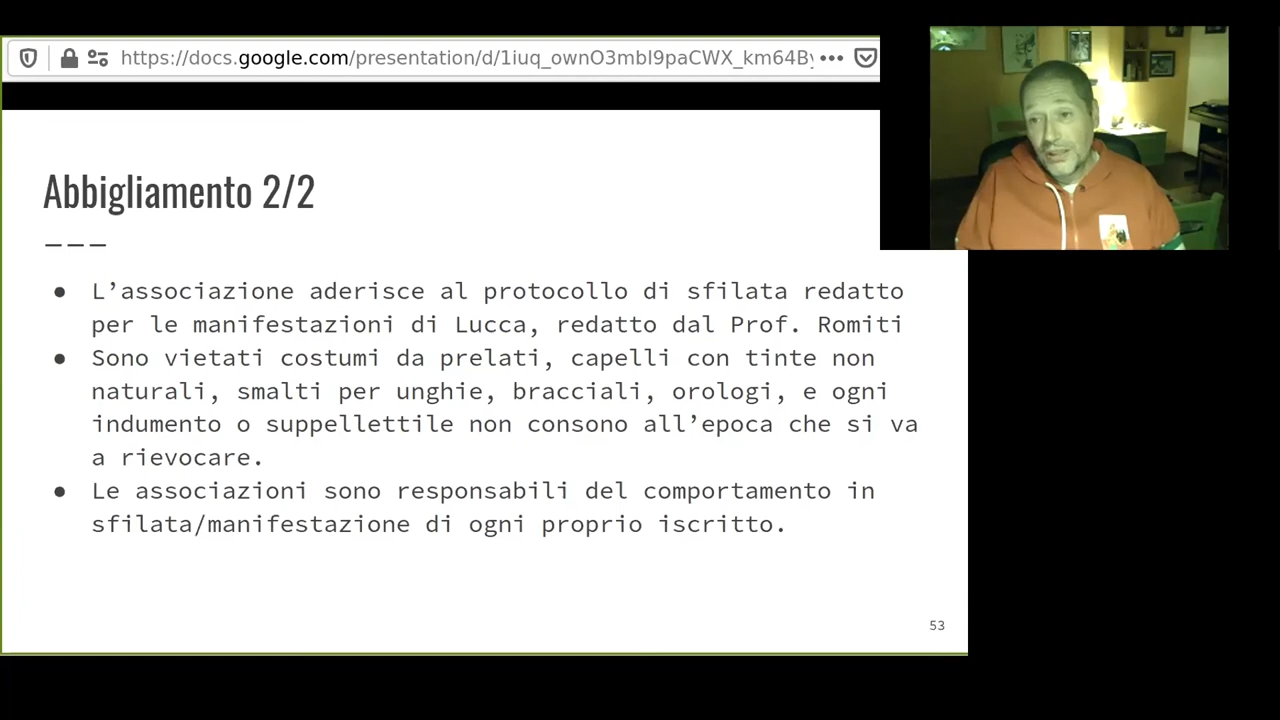 https://docs.google.com/presentation/d/1iuq_ownO3mbl9paCWX_km64By
Abbigliamento 2/2
● L’associazione aderisce al protocollo di sfilata redatto
per le manifestazioni di Lucca, redatto dal Prof. Romiti
● Sono vietati costumi da prelati, capelli con tinte non
naturali, smalti per unghie, bracciali, orologi, e ogni
indumento o suppellettile non consono all’epoca che si va
a rievocare.
● Le associazioni sono responsabili del comportamento in
sfilata/manifestazione di ogni proprio iscritto.
53